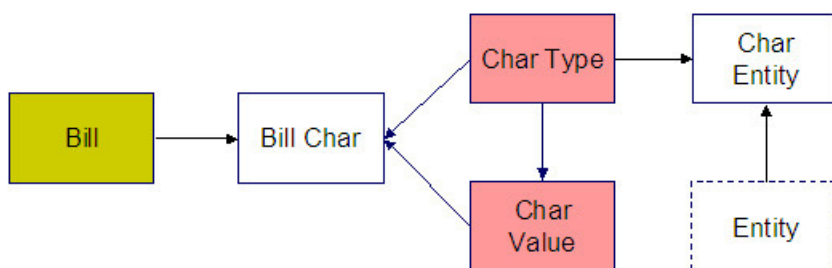 Char Type
Char
Entity
Bill
Bill Char
Char
Value
Entity